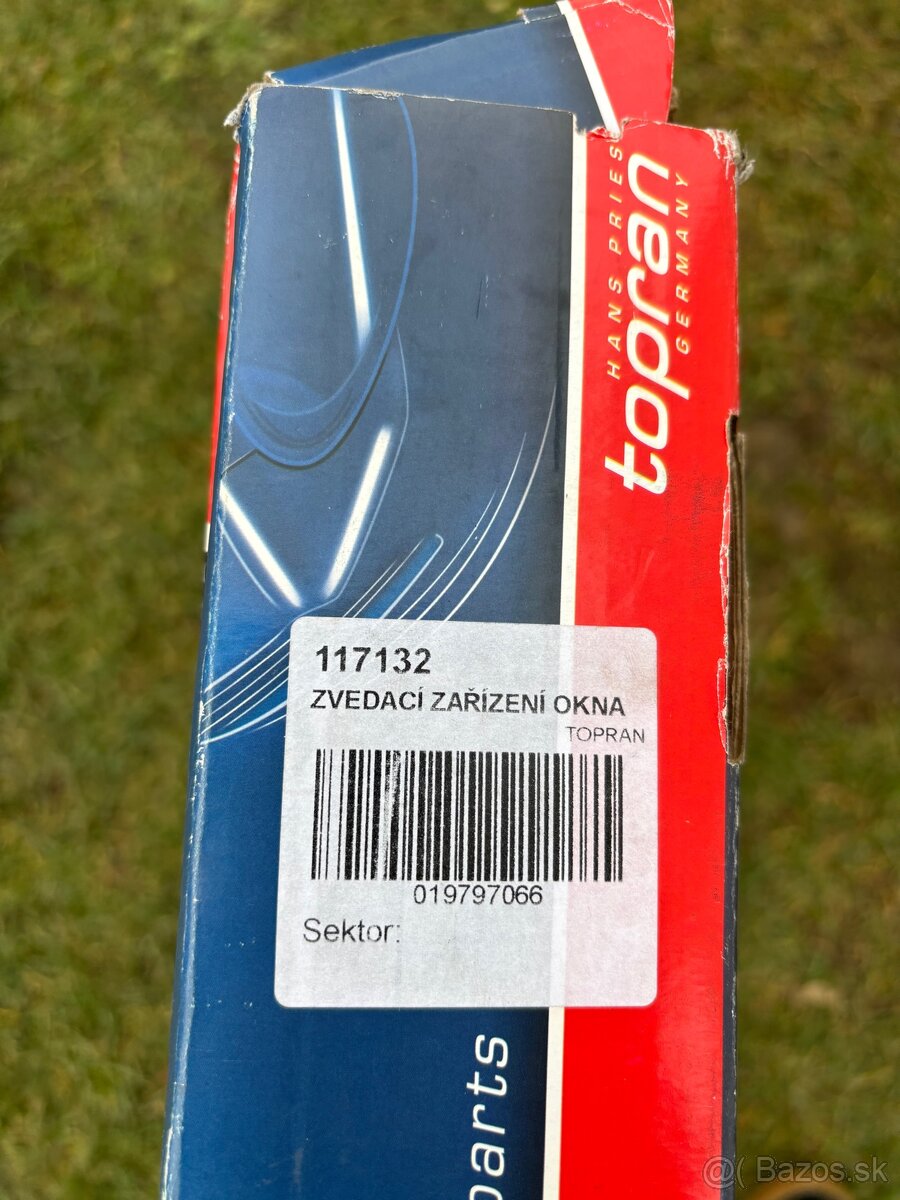 HANS PRIES
topran
GERMANY
117132
ZVEDACÍ ZAŘÍZENÍ OKNA
TOPRAN
019797066
Sektor:
parts
@( Bazos.sk